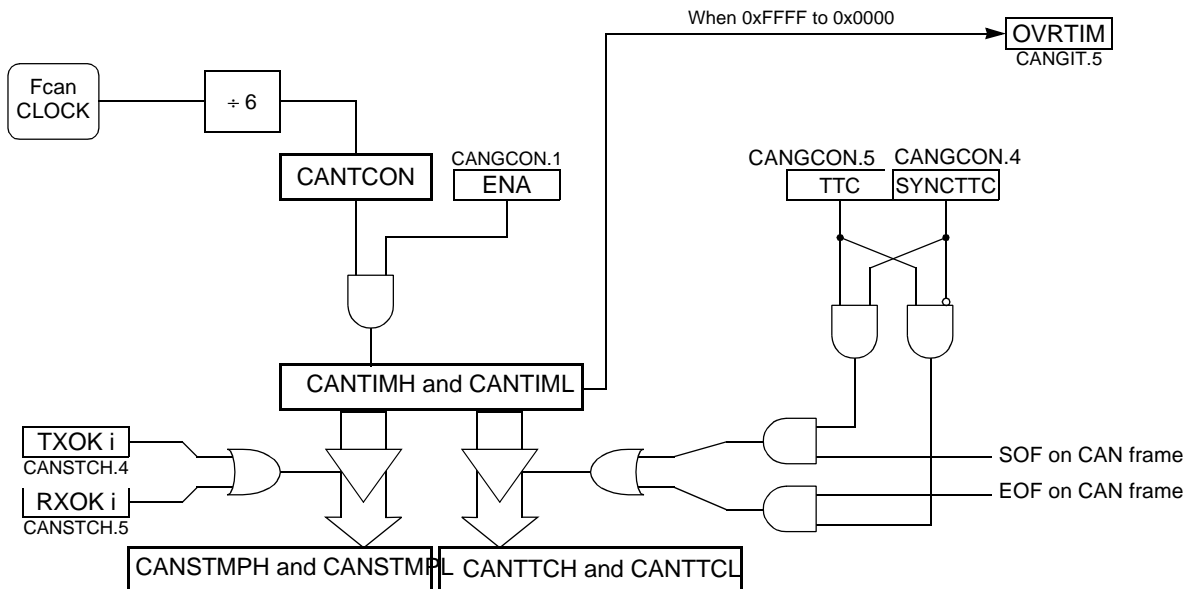 When 0xFFFF to 0x0000
OVRTIM
CANGIT.5
Fcan
CLOCK
÷ 6
CANTCON
CANGCON.1
ENA
CANGCON.5 CANGCON.4
TTC SYNCTTC
CANTIMH and CANTIML
TXOK i
CANSTCH.4
RXOK i
CANSTCH.5
SOF on CAN frame
EOF on CAN frame
CANSTMPH and CANSTMPL
CANTTCH and CANTTCL